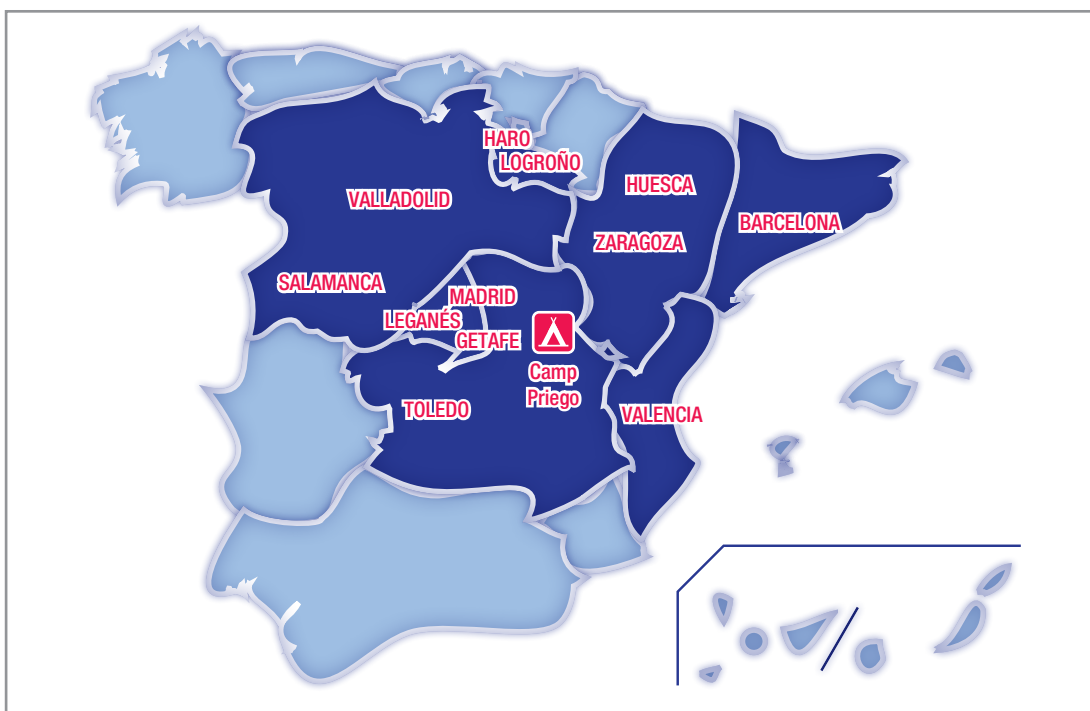 HARO
LOGROÑO
HUESCA
VALLADOLID
BARCELONA
ZARAGOZA
SALAMANCA
MADRID
LEGANÉS
GETAFE
Camp
Priego
TOLEDO
VALENCIA